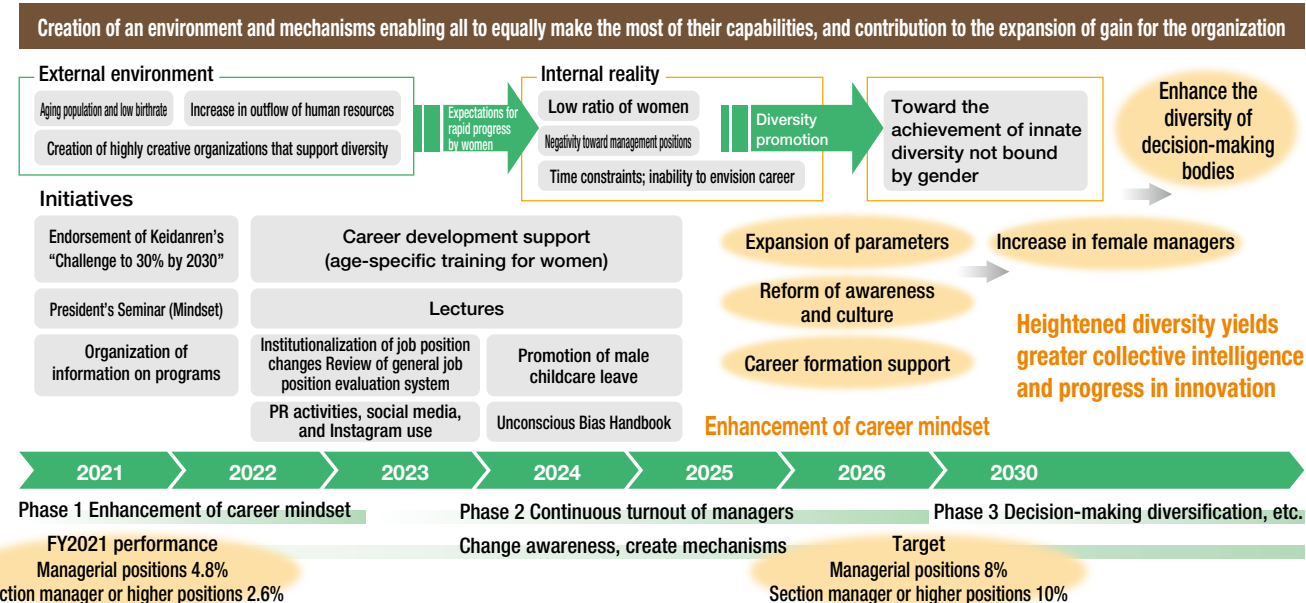 Creation of an environment and mechanisms enabling all to equally make the most of their capabilities, and contribution to the expansion of gain for the organization
External environment
Aging population and low birthrate
Increase in outflow of human resources
Creation of highly creative organizations that support diversity
Expectations for
rapid progress
by women
Internal reality
Low ratio of women
Negativity toward management positions
Time constraints; inability to envision career
Diversity
promotion
Toward the
achievement of innate
diversity not bound
by gender
Enhance the
diversity of
decision-making
bodies
Initiatives
Endorsement of Keidanren's
"Challenge to 30% by 2030"
Career development support
(age-specific training for women)
President's Seminar (Mindset)
Lectures
Organization of
information on programs
Institutionalization of job position
changes Review of general job
position evaluation system
Promotion of male
childcare leave
PR activities, social media,
and Instagram use
Unconscious Bias Handbook
Expansion of parameters
Increase in female managers
Reform of awareness
and culture
Career formation support
Heightened diversity yields
greater collective intelligence
and progress in innovation
Enhancement of career mindset
2021
2022
2023
2024
2025
2026
2030
Phase 1 Enhancement of career mindset
Phase 2 Continuous turnout of managers
Phase 3 Decision-making diversification, etc.
Change awareness, create mechanisms
FY2021 performance
Managerial positions 4.8%
ction manager or higher positions 2.6%
Target
Managerial positions 8%
Section manager or higher positions 10%